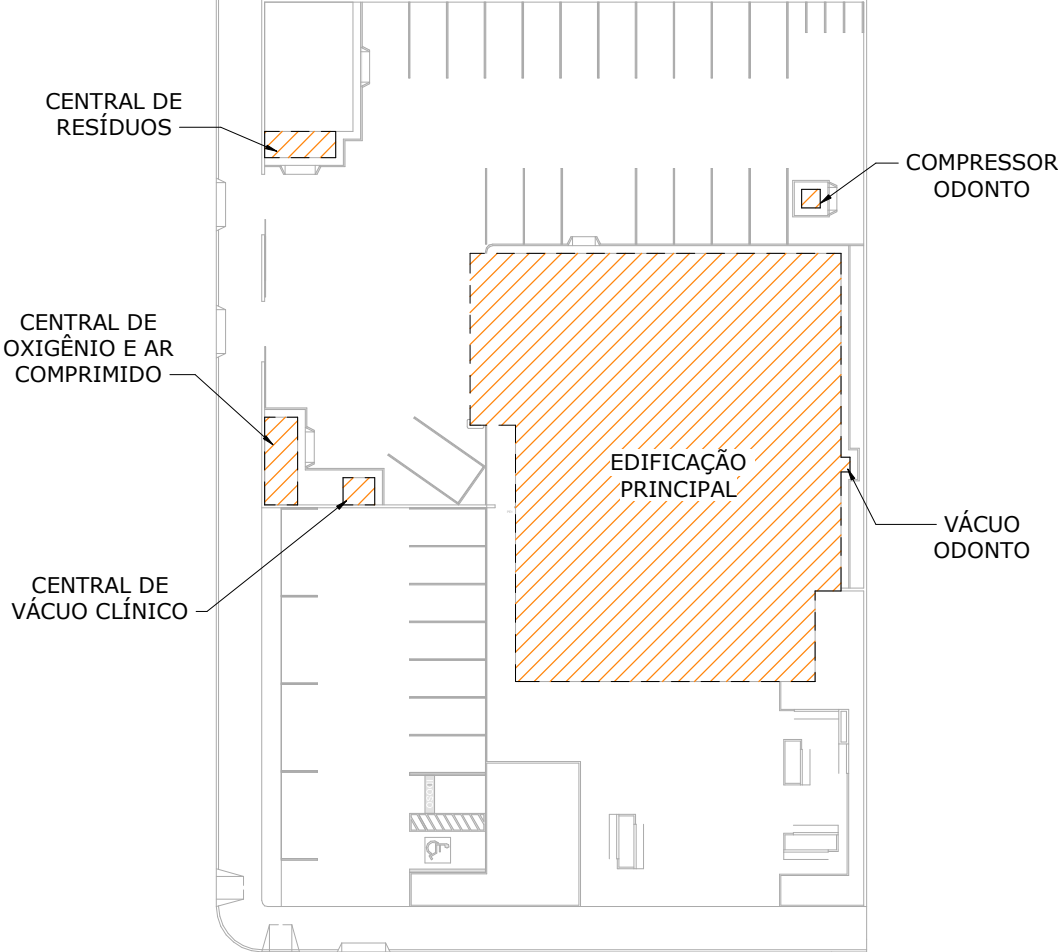 CENTRAL DE
RESÍDUOS
COMPRESSOR
ODONTO
CENTRAL DE
OXIGÊNIO E AR
COMPRIMIDO
EDIFICAÇÃO
PRINCIPAL
VÁCUO
ODONTO
CENTRAL DE
VÁCUO CLÍNICO